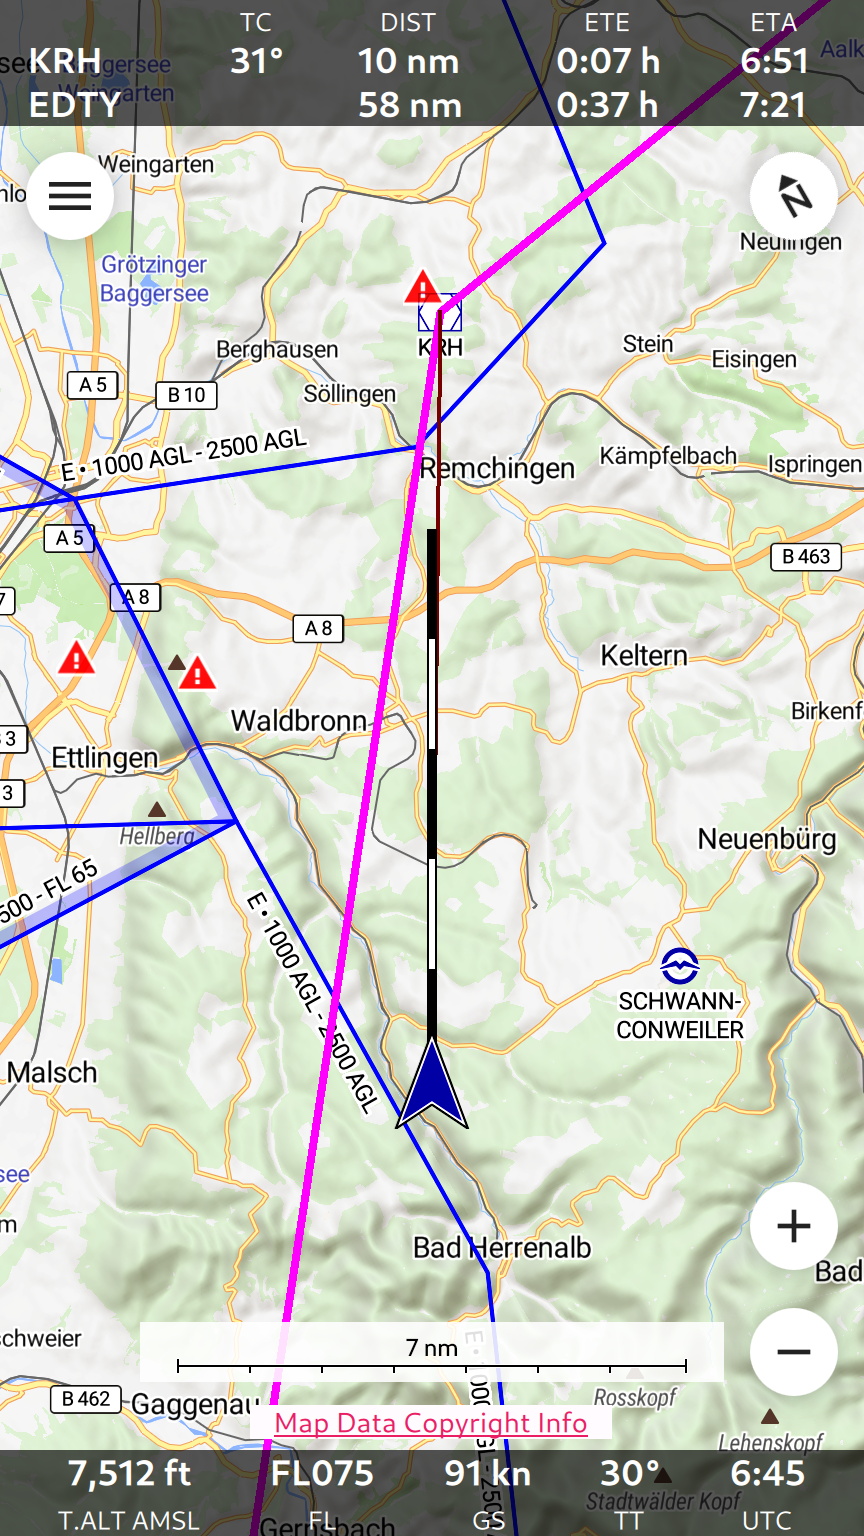 TC DIST ETE ETA
KRH 31° 10 nm 0:07 h 6:51
EDTY 58 nm 0:37 h 7:21
Baggersee
Weingarten
Weingarten
N
Neulingen
Grötzinger
Baggersee
Berghausen
KRH
Stein
Eisingen
A 5
B 10
Söllingen
E • 1000 AGL - 2500 AGL
Remchingen
Kämpfelbach
Ispringen
A 5
B 463
A 8
A 8
Keltern
Waldbronn
Birkenf
3
Ettlingen
3
Hellberg
Neuenbürg
500 - FL 65
E • 1000 AGL - 2500 AGL
SCHWANN-
CONWEILER
Malsch
see
m
Bad Herrenalb
Bad
schweier
7 nm
B 462
Gaggenau
Rosskopf
Map Data Copyright Info
Lehenskopf
7,512 ft FL075 91 kn 30° 6:45
Stadtwälder Kopf
T.ALT AMSL FL GS TT UTC
Gernsbach